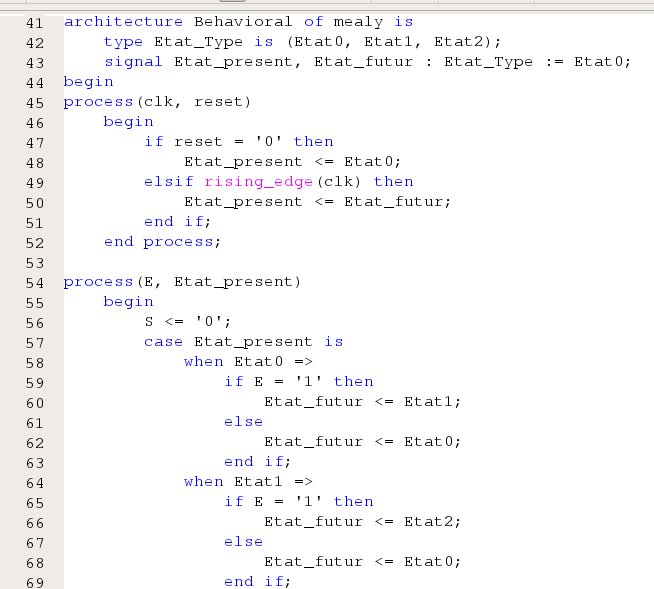 41 architecture Behavioral of mealy is
42     type Etat_Type is (Etat0, Etat1, Etat2);
43     signal Etat_present, Etat_futur : Etat_Type := Etat0;
44 begin
45 process(clk, reset)
46     begin
47         if reset = '0' then
48             Etat_present <= Etat0;
49         elsif rising_edge(clk) then
50             Etat_present <= Etat_futur;
51         end if;
52     end process;
53
54 process(E, Etat_present)
55     begin
56         S <= '0';
57         case Etat_present is
58             when Etat0 =>
59                 if E = '1' then
60                     Etat_futur <= Etat1;
61                 else
62                     Etat_futur <= Etat0;
63                 end if;
64             when Etat1 =>
65                 if E = '1' then
66                     Etat_futur <= Etat2;
67                 else
68                     Etat_futur <= Etat0;
69                 end if;